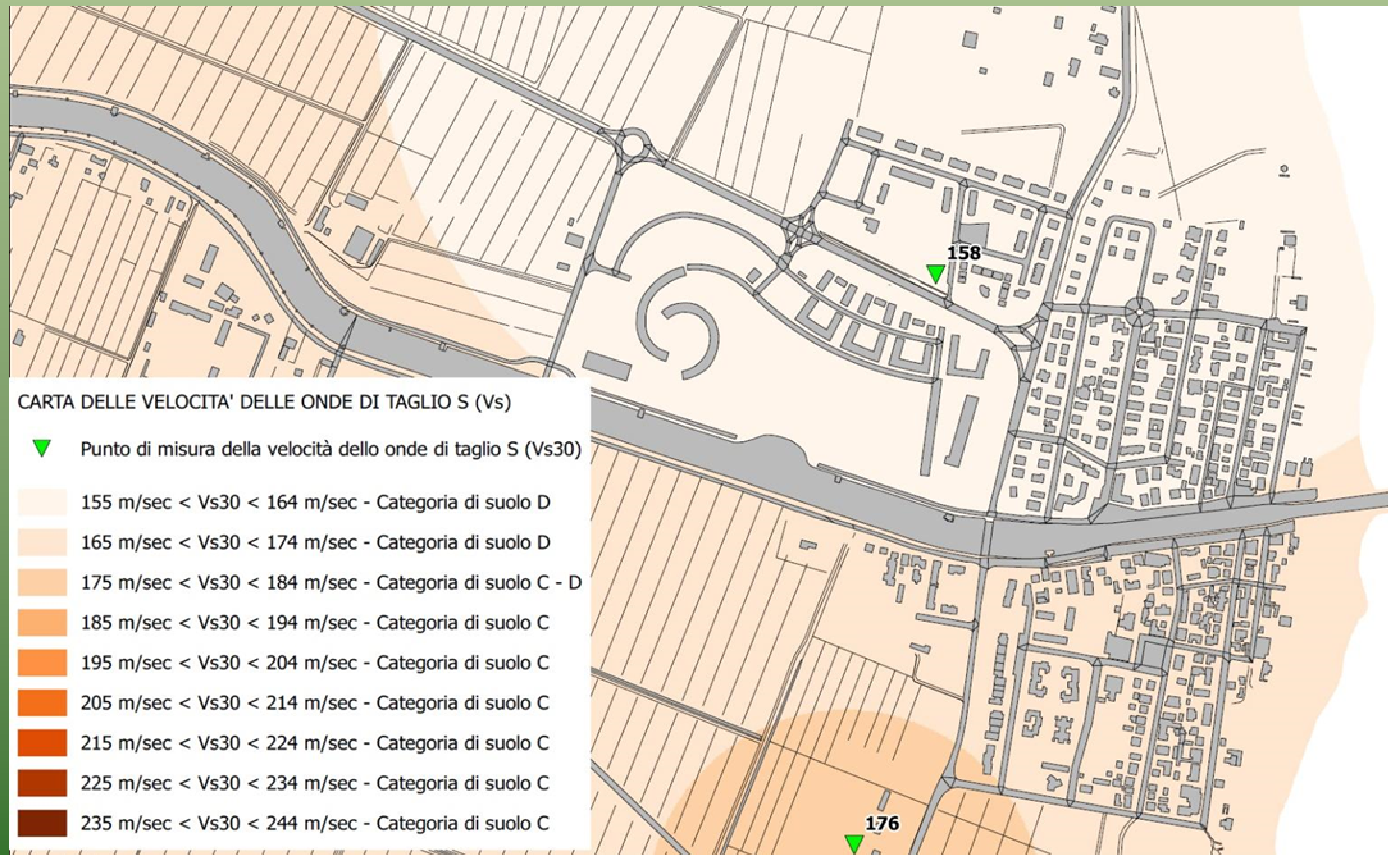 158
CARTA DELLE VELOCITA' DELLE ONDE DI TAGLIO S (Vs)
Punto di misura della velocità dello onde di taglio S (Vs30)
155 m/sec < Vs30 < 164 m/sec - Categoria di suolo D
165 m/sec < Vs30 < 174 m/sec - Categoria di suolo D
175 m/sec < Vs30 < 184 m/sec - Categoria di suolo C - D
185 m/sec < Vs30 < 194 m/sec - Categoria di suolo C
195 m/sec < Vs30 < 204 m/sec - Categoria di suolo C
205 m/sec < Vs30 < 214 m/sec - Categoria di suolo C
215 m/sec < Vs30 < 224 m/sec - Categoria di suolo C
225 m/sec < Vs30 < 234 m/sec - Categoria di suolo C
235 m/sec < Vs30 < 244 m/sec - Categoria di suolo C
176